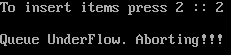 To insert items press 2 :: 2
Queue UnderFlow. Aborting!!!